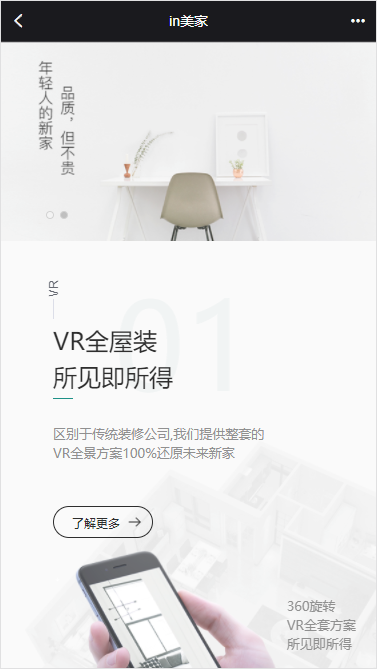 in美家
年轻人的新家
品质，但不贵
VR
01
VR全屋装
所见即所得
区别于传统装修公司,我们提供整套的
VR全景方案100%还原未来新家
了解更多
360旋转
VR全套方案
所见即所得